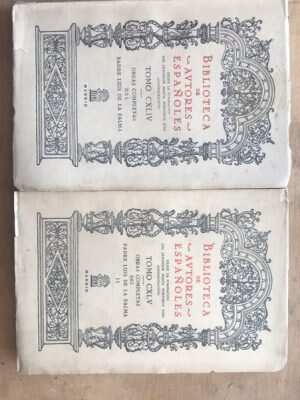 BIBLIOTECA
DE
AVTORES
ESPAÑOLES
TOMO CXLIV
OBRAS COMPLETAS
DEL
PADRE LUIS DE LA PALMA
MADRID
BIBLIOTECA
DE
AVTORES
ESPAÑOLES
TOMO CXLV
OBRAS COMPLETAS
DEL
PADRE LUIS DE LA PALMA
II
MADRID